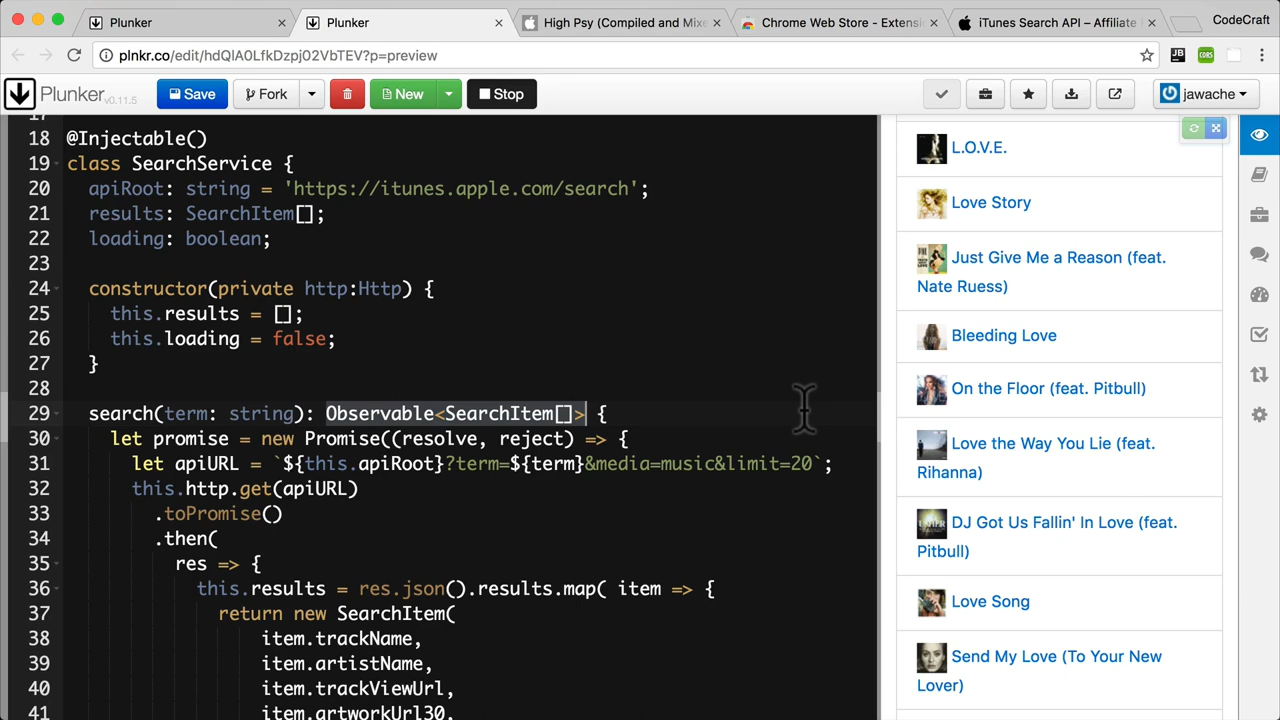 Plunker
Plunker
High Psy (Compiled and Mixe
Chrome Web Store - Extensi
iTunes Search API – Affiliate
CodeCraft
plnkr.co/edit/hdQlA0LfkDzpj02VbTEV?p=preview
JB
CORS
Plunker v0.11.5
Save
Fork
New
Stop
jawache
17
18 @Injectable()
19 class SearchService {
20 apiRoot: string = 'https://itunes.apple.com/search';
21 results: SearchItem[];
22 loading: boolean;
23
24 constructor(private http:Http) {
25 this.results = [];
26 this.loading = false;
27 }
28
29 search(term: string): Observable<SearchItem[]> {
30 let promise = new Promise((resolve, reject) => {
31 let apiURL = `${this.apiRoot}?term=${term}&media=music&limit=20`;
32 this.http.get(apiURL)
33 .toPromise()
34 .then(
35 res => {
36 this.results = res.json().results.map( item => {
37 return new SearchItem(
38 item.trackName,
39 item.artistName,
40 item.trackViewUrl,
41 item.artworkUrl30,
L.O.V.E.
Love Story
Just Give Me a Reason (feat.
Nate Ruess)
Bleeding Love
On the Floor (feat. Pitbull)
Love the Way You Lie (feat.
Rihanna)
DJ Got Us Fallin' In Love (feat.
Pitbull)
Love Song
Send My Love (To Your New
Lover)